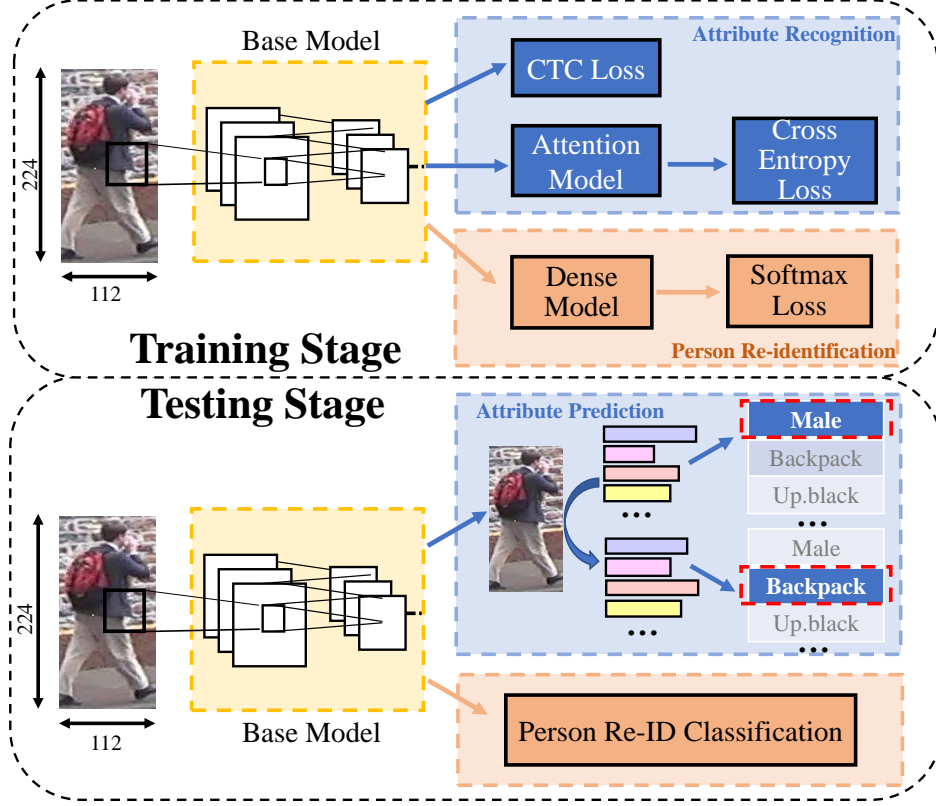 Base Model
Attribute Recognition
CTC Loss
Attention
Model
Cross
Entropy
Loss
224
112
Dense
Model
Softmax
Loss
Person Re-identification
Training Stage
Testing Stage
Attribute Prediction
Male
Backpack
Up.black
•••
•••
Male
Backpack
Up.black
•••
•••
224
112
Base Model
Person Re-ID Classification